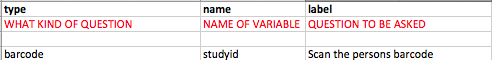 type name label
WHAT KIND OF QUESTION NAME OF VARIABLE QUESTION TO BE ASKED
barcode studyid Scan the persons barcode